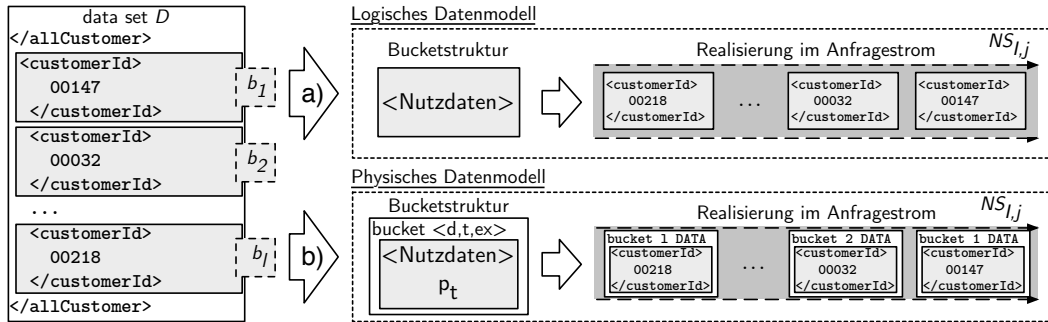 data set D
</allCustomer>
<customerId>
00147
</customerId>
b1
<customerId>
00032
</customerId>
b2
...
<customerId>
00218
</customerId>
bl
</allCustomer>
a)
Logisches Datenmodell
Bucketstruktur
<Nutzdaten>
Realisierung im Anfragestrom
NSl,j
<customerId>
00218
</customerId>
...
<customerId>
00032
</customerId>
<customerId>
00147
</customerId>
b)
Physisches Datenmodell
Bucketstruktur
bucket <d,t,ex>
<Nutzdaten>
pt
Realisierung im Anfragestrom
NSl,j
bucket l DATA
<customerId>
00218
</customerId>
...
bucket 2 DATA
<customerId>
00032
</customerId>
bucket 1 DATA
<customerId>
00147
</customerId>